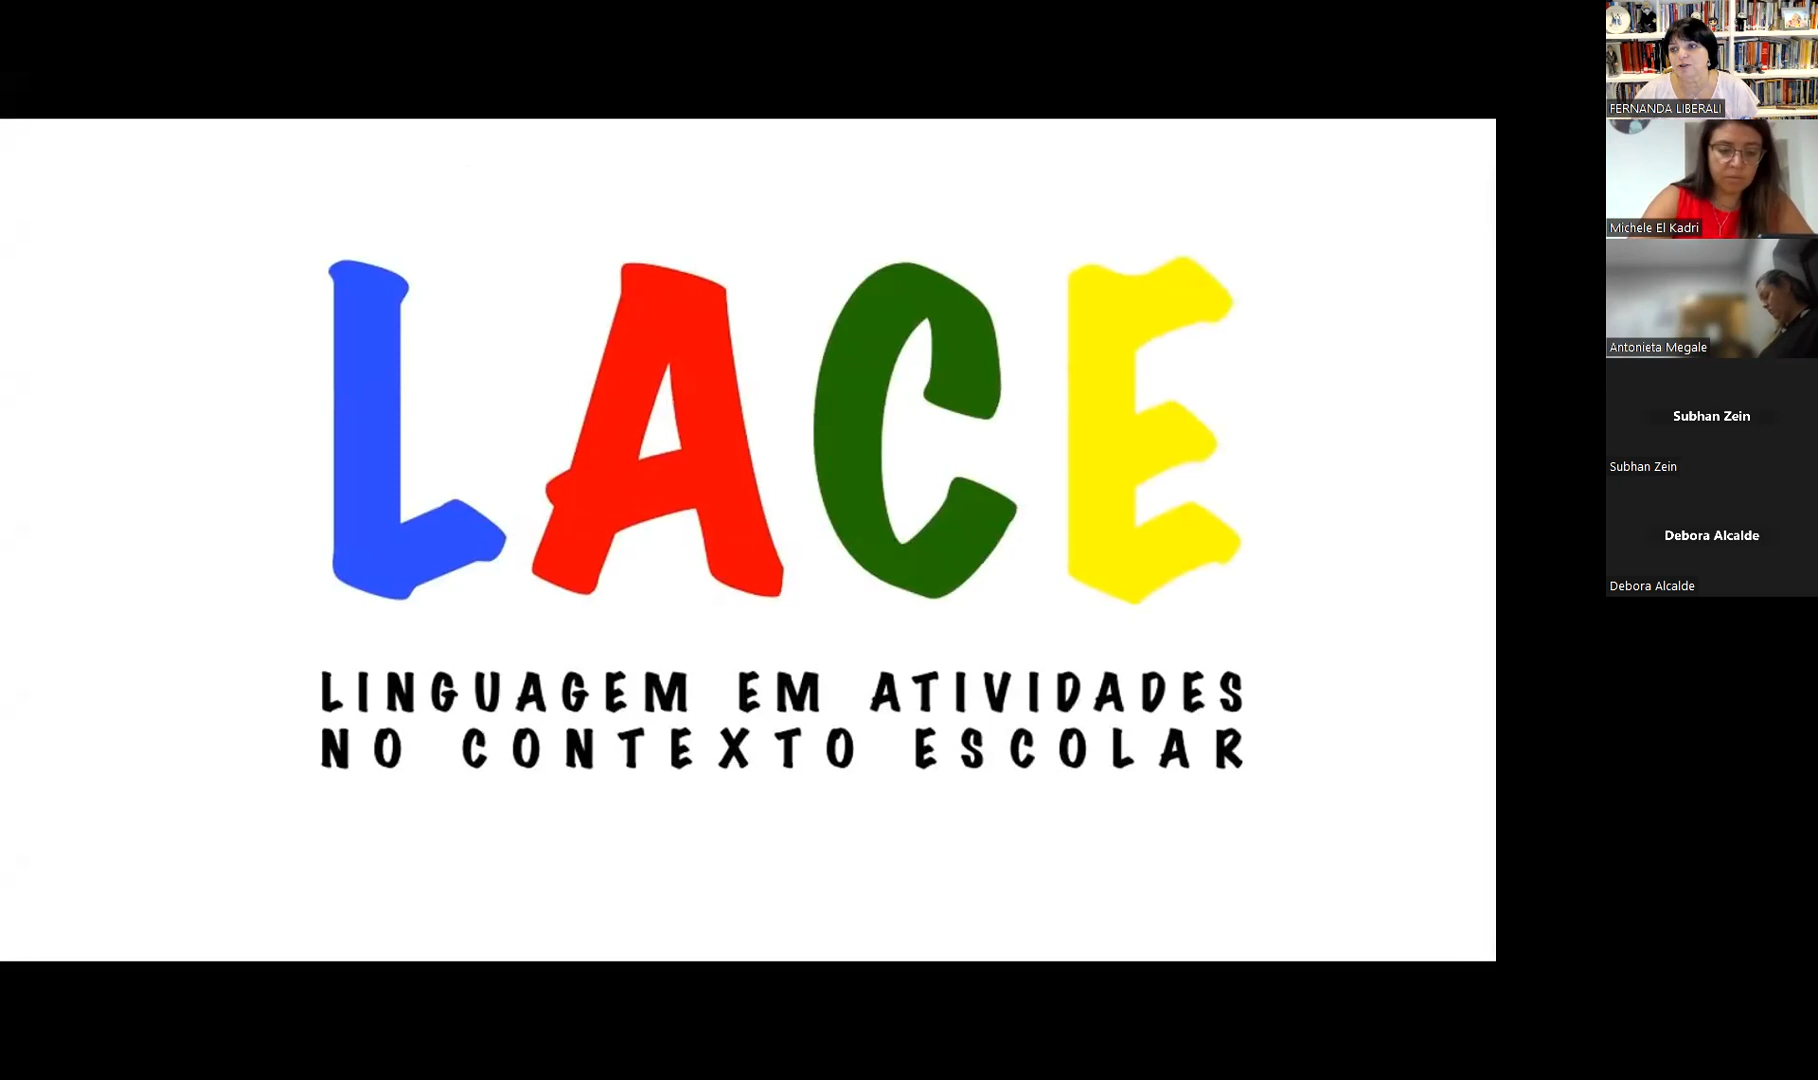 LACE
LINGUAGEM EM ATIVIDADES
NO CONTEXTO ESCOLAR
FERNANDA LIBERALI
Michele El Kadri
Antonieta Megale
Subhan Zein
Subhan Zein
Debora Alcalde
Debora Alcalde